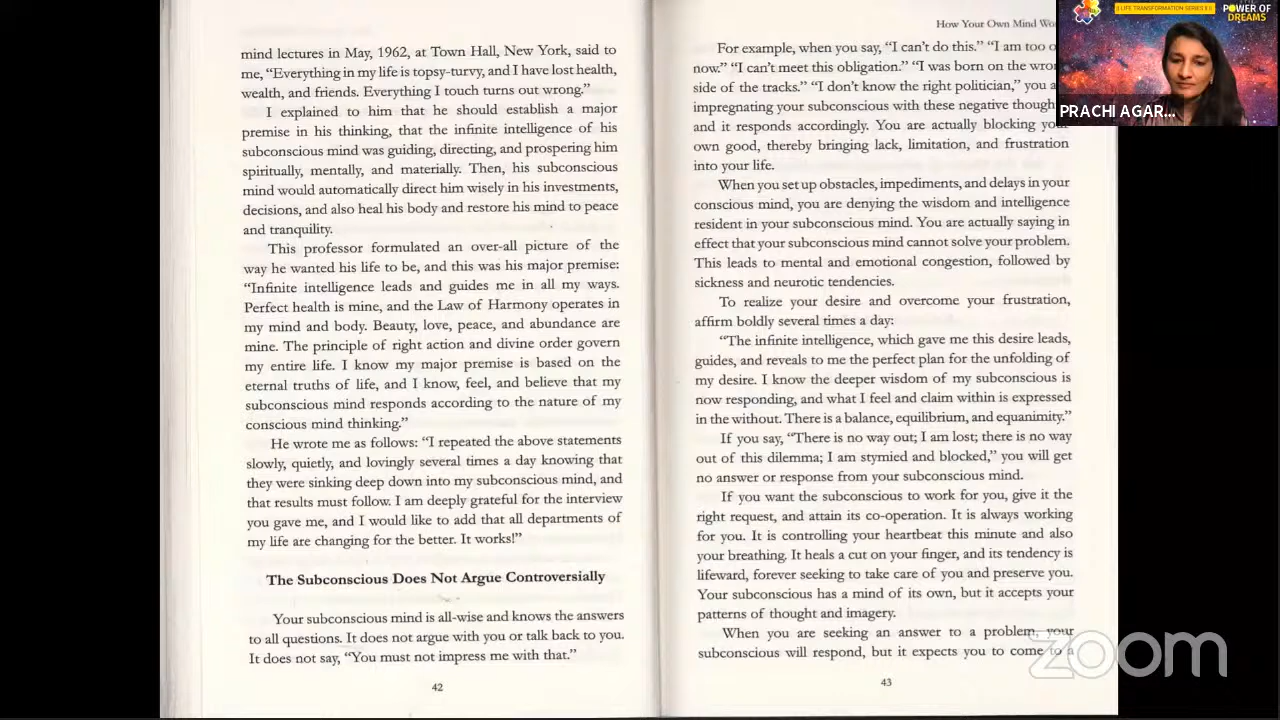 mind lectures in May, 1962, at Town Hall, New York, said to
me, “Everything in my life is topsy-turvy, and I have lost health,
wealth, and friends. Everything I touch turns out wrong.”
I explained to him that he should establish a major
premise in his thinking, that the infinite intelligence of his
subconscious mind was guiding, directing, and prospering him
spiritually, mentally, and materially. Then, his subconscious
mind would automatically direct him wisely in his investments,
decisions, and also heal his body and restore his mind to peace
and tranquility.
This professor formulated an over-all picture of the
way he wanted his life to be, and this was his major premise:
“Infinite intelligence leads and guides me in all my ways.
Perfect health is mine, and the Law of Harmony operates in
my mind and body. Beauty, love, peace, and abundance are
mine. The principle of right action and divine order govern
my entire life. I know my major premise is based on the
eternal truths of life, and I know, feel, and believe that my
subconscious mind responds according to the nature of my
conscious mind thinking.”
He wrote me as follows: “I repeated the above statements
slowly, quietly, and lovingly several times a day knowing that
they were sinking deep down into my subconscious mind, and
that results must follow. I am deeply grateful for the interview
you gave me, and I would like to add that all departments of
my life are changing for the better. It works!”
The Subconscious Does Not Argue Controversially
Your subconscious mind is all-wise and knows the answers
to all questions. It does not argue with you or talk back to you.
It does not say, “You must not impress me with that.”
42
How Your Own Mind Wo
For example, when you say, “I can’t do this.” “I am too o
now.” “I can’t meet this obligation.” “I was born on the wro
side of the tracks.” “I don’t know the right politician,” you a
impregnating your subconscious with these negative though
and it responds accordingly. You are actually blocking your
own good, thereby bringing lack, limitation, and frustration
into your life.
When you set up obstacles, impediments, and delays in your
conscious mind, you are denying the wisdom and intelligence
resident in your subconscious mind. You are actually saying in
effect that your subconscious mind cannot solve your problem.
This leads to mental and emotional congestion, followed by
sickness and neurotic tendencies.
To realize your desire and overcome your frustration,
affirm boldly several times a day:
“The infinite intelligence, which gave me this desire leads,
guides, and reveals to me the perfect plan for the unfolding of
my desire. I know the deeper wisdom of my subconscious is
now responding, and what I feel and claim within is expressed
in the without. There is a balance, equilibrium, and equanimity.”
If you say, “There is no way out; I am lost; there is no way
out of this dilemma; I am stymied and blocked,” you will get
no answer or response from your subconscious mind.
If you want the subconscious to work for you, give it the
right request, and attain its co-operation. It is always working
for you. It is controlling your heartbeat this minute and also
your breathing. It heals a cut on your finger, and its tendency is
lifeward, forever seeking to take care of you and preserve you.
Your subconscious has a mind of its own, but it accepts your
patterns of thought and imagery.
When you are seeking an answer to a problem, your
subconscious will respond, but it expects you to come to a
43
LIFE TRANSFORMATION SERIES
POWER OF
DREAMS
PRACHI AGAR...
zoom